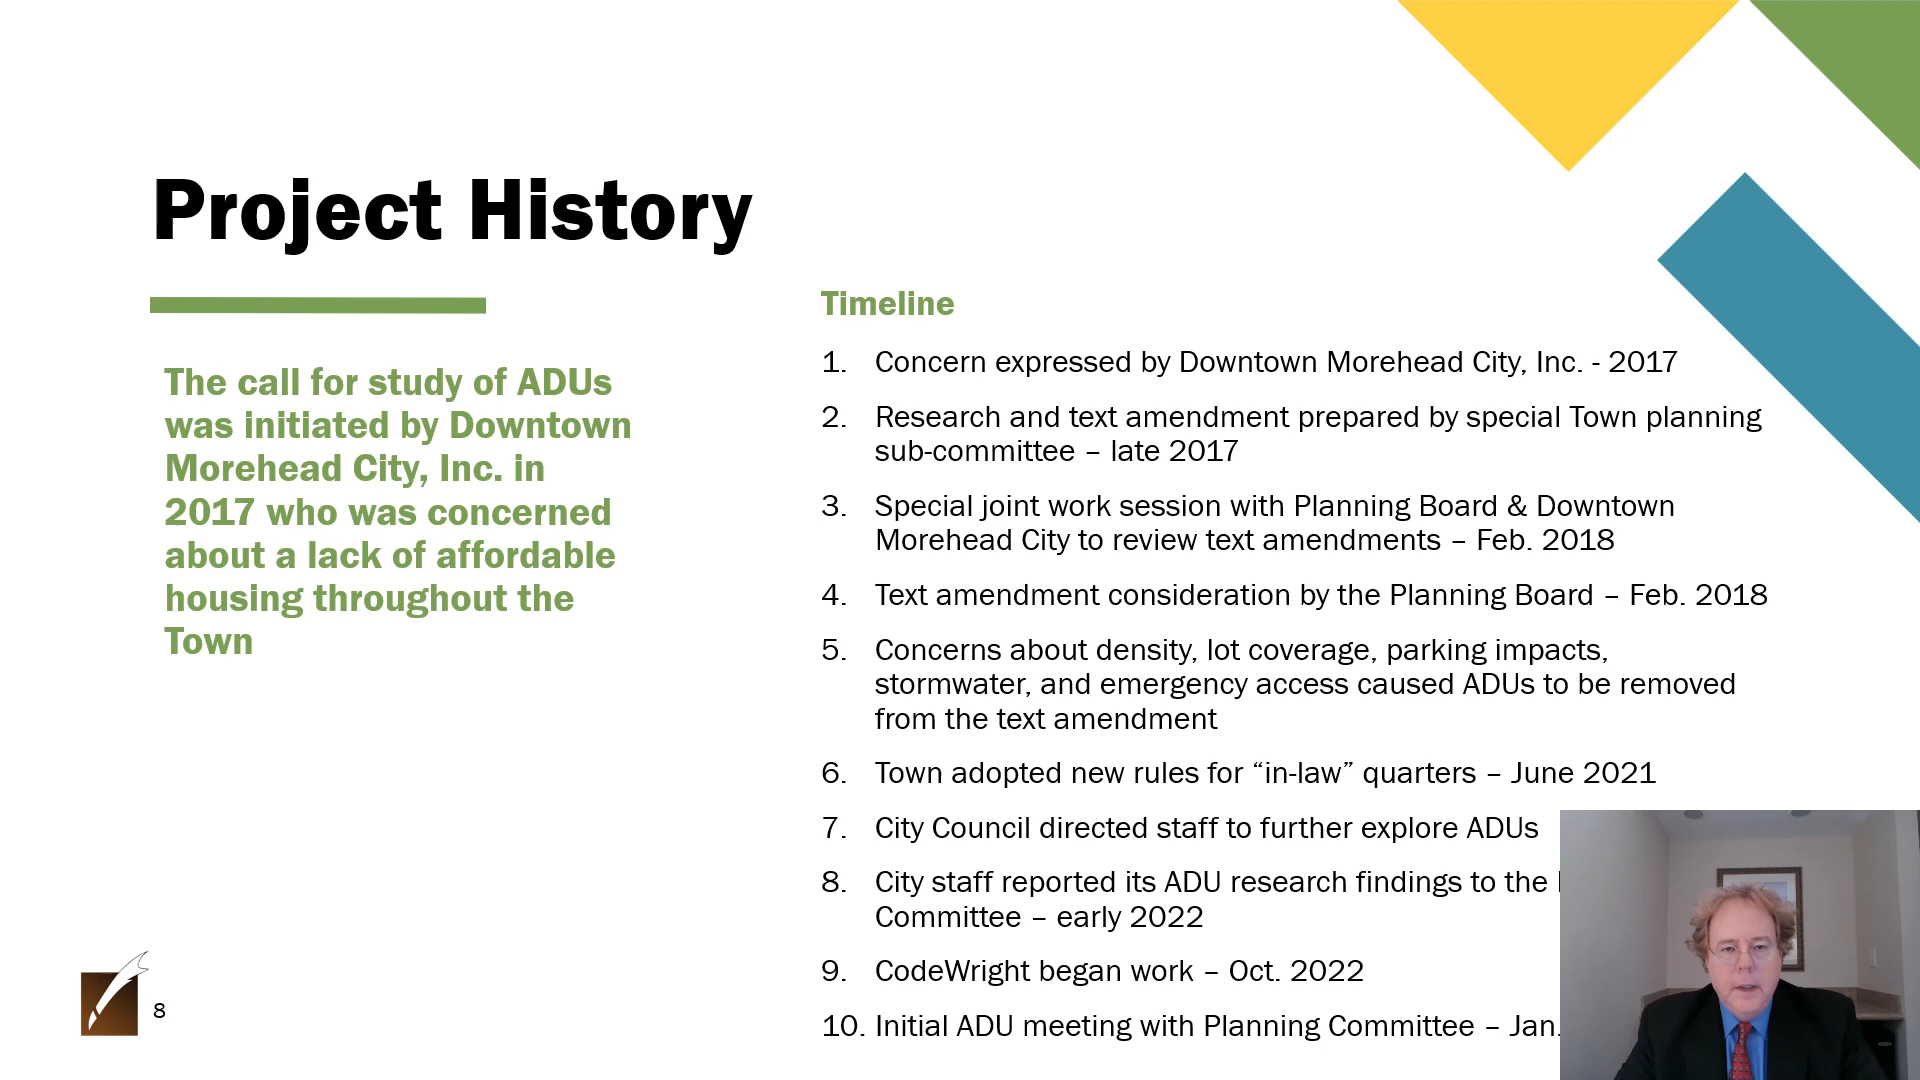 Project History
The call for study of ADUs
was initiated by Downtown
Morehead City, Inc. in
2017 who was concerned
about a lack of affordable
housing throughout the
Town
Timeline
1. Concern expressed by Downtown Morehead City, Inc. - 2017
2. Research and text amendment prepared by special Town planning
sub-committee – late 2017
3. Special joint work session with Planning Board & Downtown
Morehead City to review text amendments – Feb. 2018
4. Text amendment consideration by the Planning Board – Feb. 2018
5. Concerns about density, lot coverage, parking impacts,
stormwater, and emergency access caused ADUs to be removed
from the text amendment
6. Town adopted new rules for “in-law” quarters – June 2021
7. City Council directed staff to further explore ADUs
8. City staff reported its ADU research findings to the
Committee – early 2022
9. CodeWright began work – Oct. 2022
10. Initial ADU meeting with Planning Committee – Jan.
8